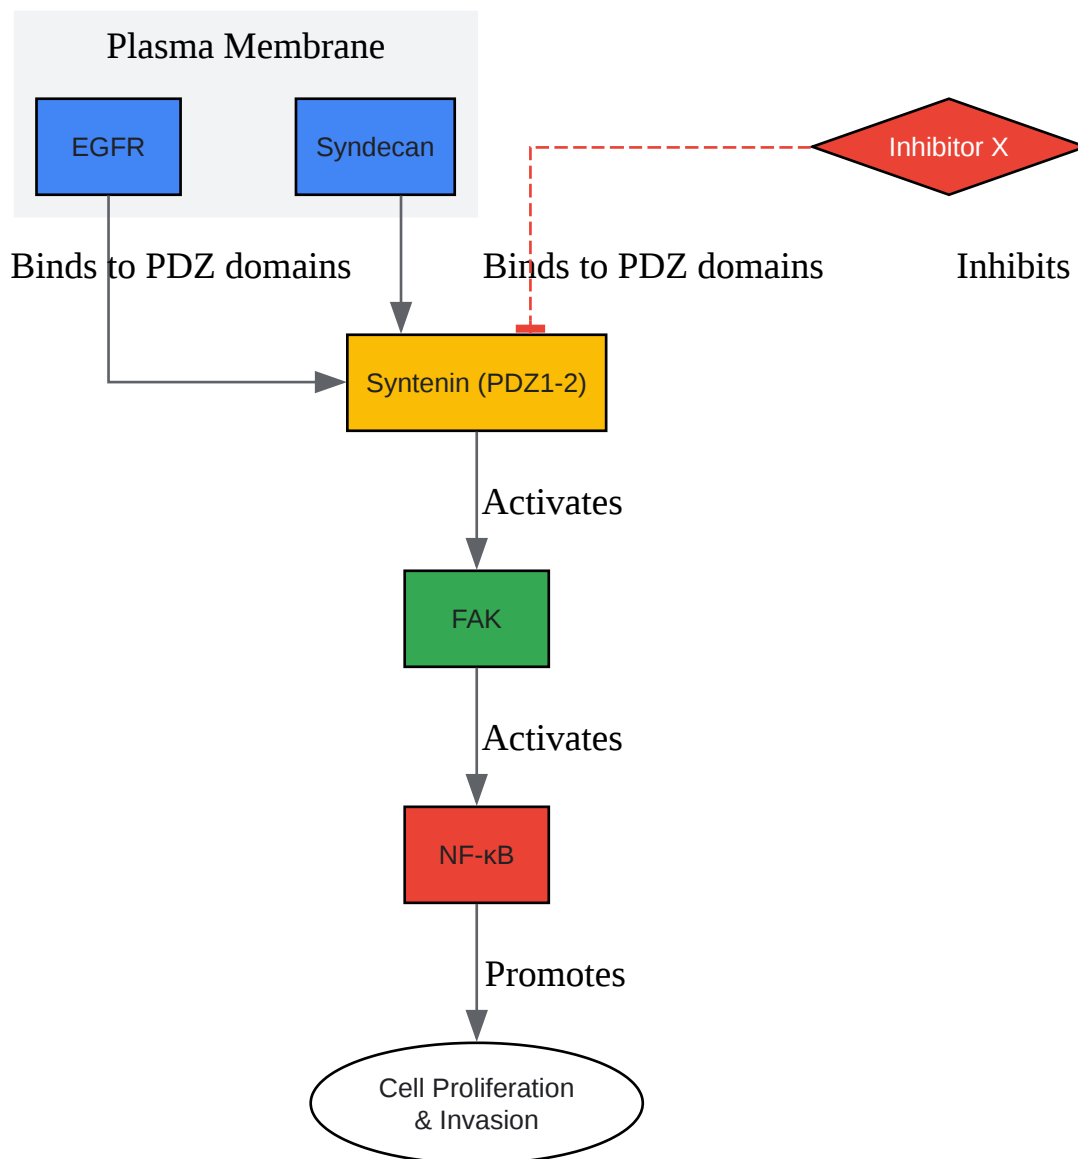 Plasma Membrane
EGFR
Syndecan
Inhibitor X
Binds to PDZ domains
Binds to PDZ domains
Inhibits
Syntenin (PDZ1-2)
Activates
FAK
Activates
NF-κB
Promotes
Cell Proliferation
& Invasion